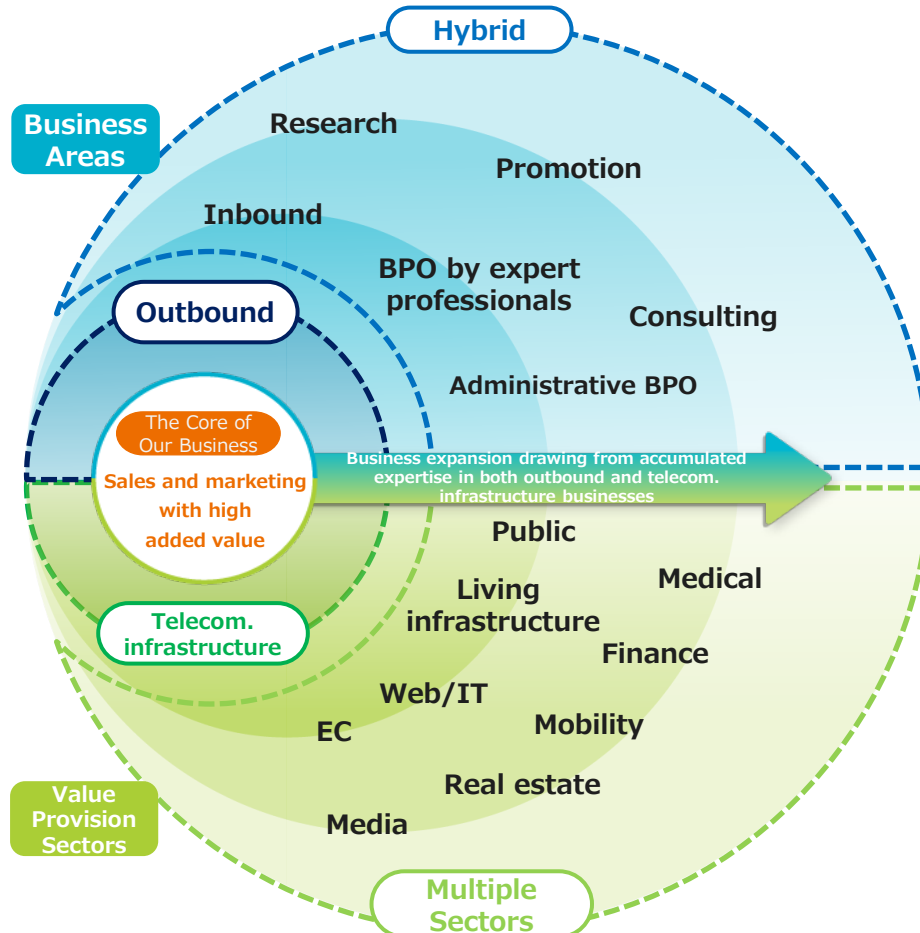 Hybrid
Business
Areas
Research
Promotion
Inbound
BPO by expert
professionals
Outbound
Consulting
Administrative BPO
The Core of
Our Business
Sales and marketing
with high
added value
Business expansion drawing from accumulated
expertise in both outbound and telecom.
infrastructure businesses
Public
Medical
Living
infrastructure
Telecom.
infrastructure
Finance
Web/IT
Mobility
EC
Real estate
Value
Provision
Sectors
Media
Multiple
Sectors